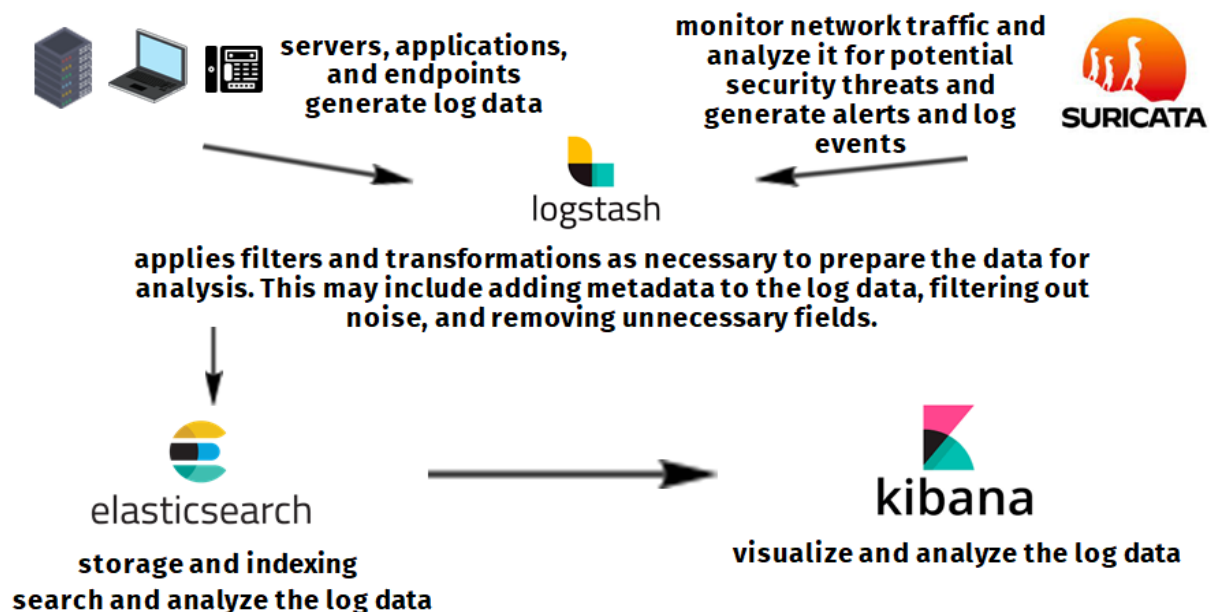 servers, applications,
and endpoints
generate log data
monitor network traffic and
analyze it for potential
security threats and
generate alerts and log
events
SURICATA
logstash
applies filters and transformations as necessary to prepare the data for
analysis. This may include adding metadata to the log data, filtering out
noise, and removing unnecessary fields.
elasticsearch
storage and indexing
search and analyze the log data
kibana
visualize and analyze the log data